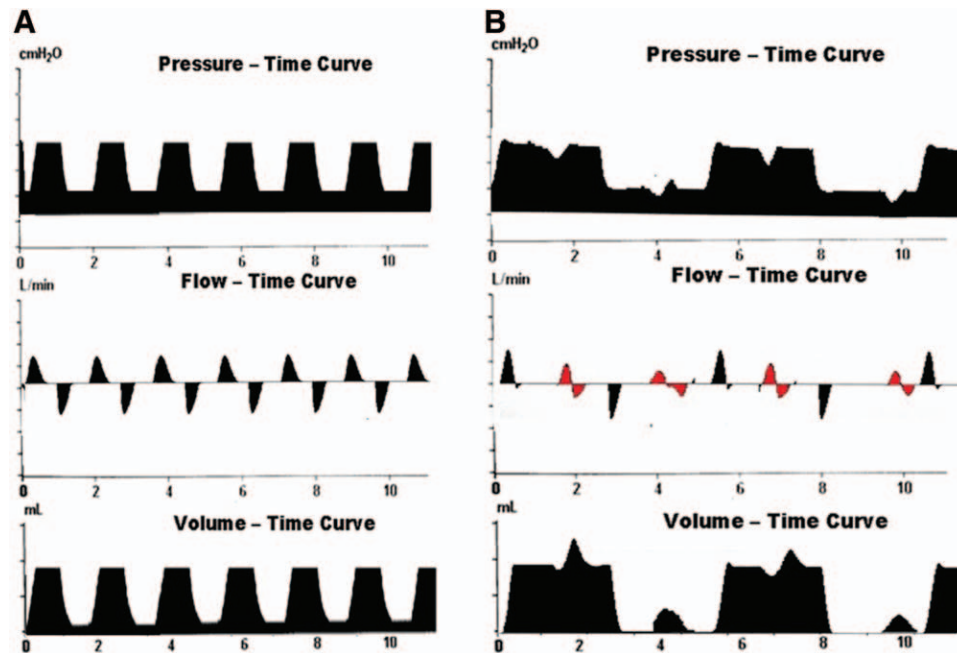 A
cmH₂O
Pressure – Time Curve
0 2 4 6 8 10
L/min
Flow – Time Curve
0 2 4 6 8 10
mL
Volume – Time Curve
0 2 4 6 8 10
B
cmH₂O
Pressure – Time Curve
0 2 4 6 8 10
L/min
Flow – Time Curve
0 2 4 6 8 10
mL
Volume – Time Curve
0 2 4 6 8 10